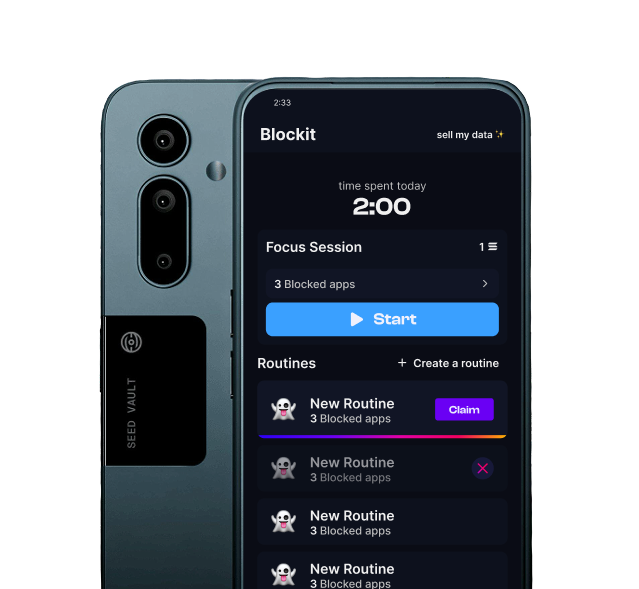 2:33
Blockit
sell my data ✨
time spent today
2:00
Focus Session
1
3 Blocked apps
Start
Routines
+ Create a routine
New Routine
3 Blocked apps
Claim
New Routine
3 Blocked apps
New Routine
3 Blocked apps
New Routine
3 Blocked apps
SEED VAULT